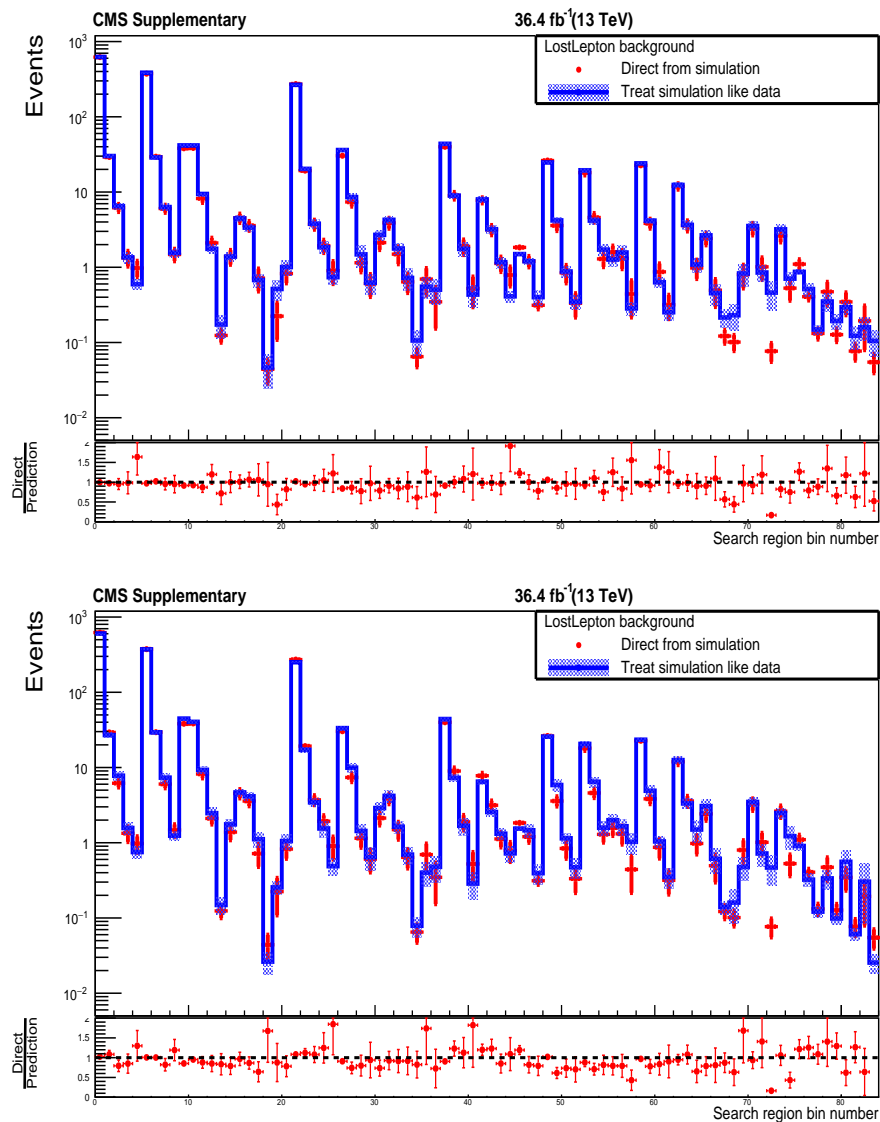 CMS Supplementary 36.4 fb⁻¹(13 TeV)
Events
10³
10²
10
1
10⁻¹
10⁻²
LostLepton background
Direct from simulation
Treat simulation like data
Direct
Prediction
2
1.5
1
0.5
0
0 10 20 30 40 50 60 70 80
Search region bin number
CMS Supplementary 36.4 fb⁻¹(13 TeV)
Events
10³
10²
10
1
10⁻¹
10⁻²
LostLepton background
Direct from simulation
Treat simulation like data
Direct
Prediction
2
1.5
1
0.5
0
0 10 20 30 40 50 60 70 80
Search region bin number